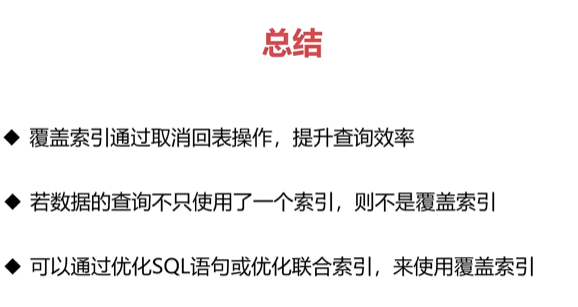 总结
◆ 覆盖索引通过取消回表操作，提升查询效率
◆ 若数据的查询不只使用了一个索引，则不是覆盖索引
◆ 可以通过优化SQL语句或优化联合索引，来使用覆盖索引